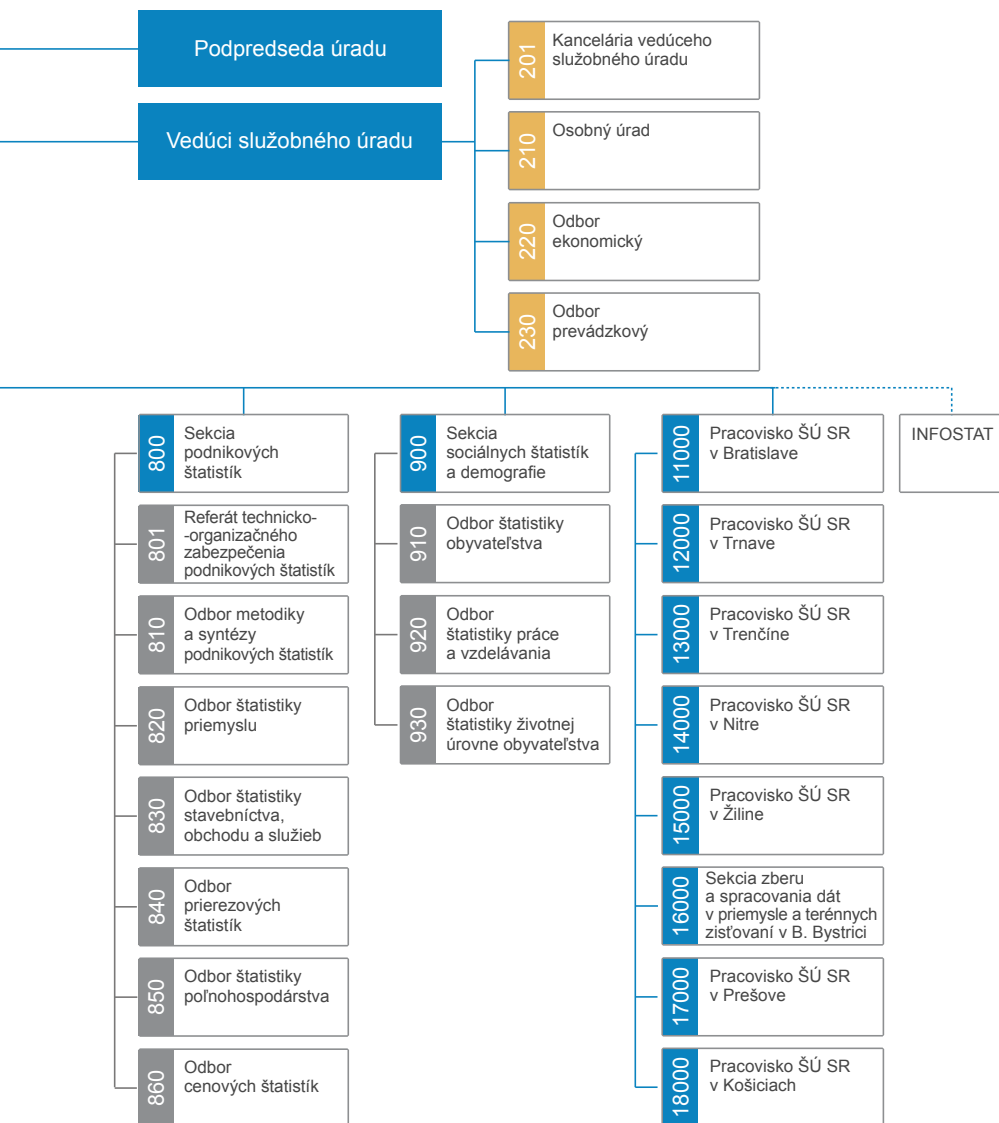 Podpredseda úradu
Vedúci služobného úradu
201
Kancelária vedúceho
služobného úradu
210
Osobný úrad
220
Odbor
ekonomický
230
Odbor
prevádzkový
800
Sekcia
podnikových
štatistík
801
Referát technicko-
-organizačného
zabezpečenia
podnikových štatistík
810
Odbor metodiky
a syntézy
podnikových štatistík
820
Odbor štatistiky
priemyslu
830
Odbor štatistiky
stavebníctva,
obchodu a služieb
840
Odbor
prierezových
štatistík
850
Odbor štatistiky
poľnohospodárstva
860
Odbor
cenových štatistík
900
Sekcia
sociálnych štatistík
a demografie
910
Odbor štatistiky
obyvateľstva
920
Odbor
štatistiky práce
a vzdelávania
930
Odbor
štatistiky životnej
úrovne obyvateľstva
11000
Pracovisko ŠÚ SR
v Bratislave
12000
Pracovisko ŠÚ SR
v Trnave
13000
Pracovisko ŠÚ SR
v Trenčíne
14000
Pracovisko ŠÚ SR
v Nitre
15000
Pracovisko ŠÚ SR
v Žiline
16000
Sekcia zberu
a spracovania dát
v priemysle a terénnych
zisťovaní v B. Bystrici
17000
Pracovisko ŠÚ SR
v Prešove
18000
Pracovisko ŠÚ SR
v Košiciach
INFOSTAT